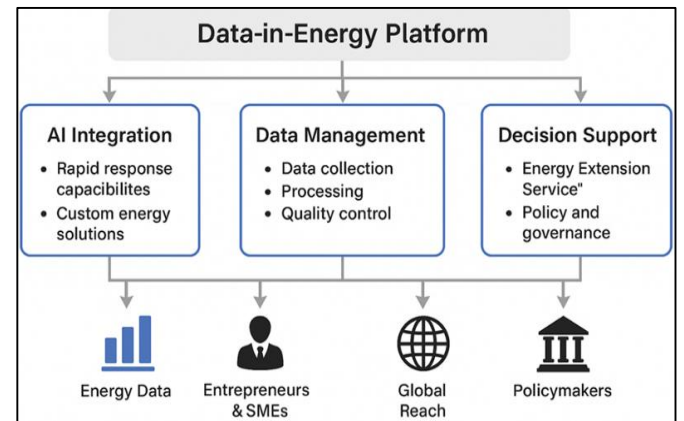 Data-in-Energy Platform
AI Integration
• Rapid response
capacibilites
• Custom energy
solutions
Data Management
• Data collection
• Processing
• Quality control
Decision Support
• Energy Extension
Service"
• Policy and
governance
Energy Data
Entrepreneurs
& SMEs
Global
Reach
Policymakers